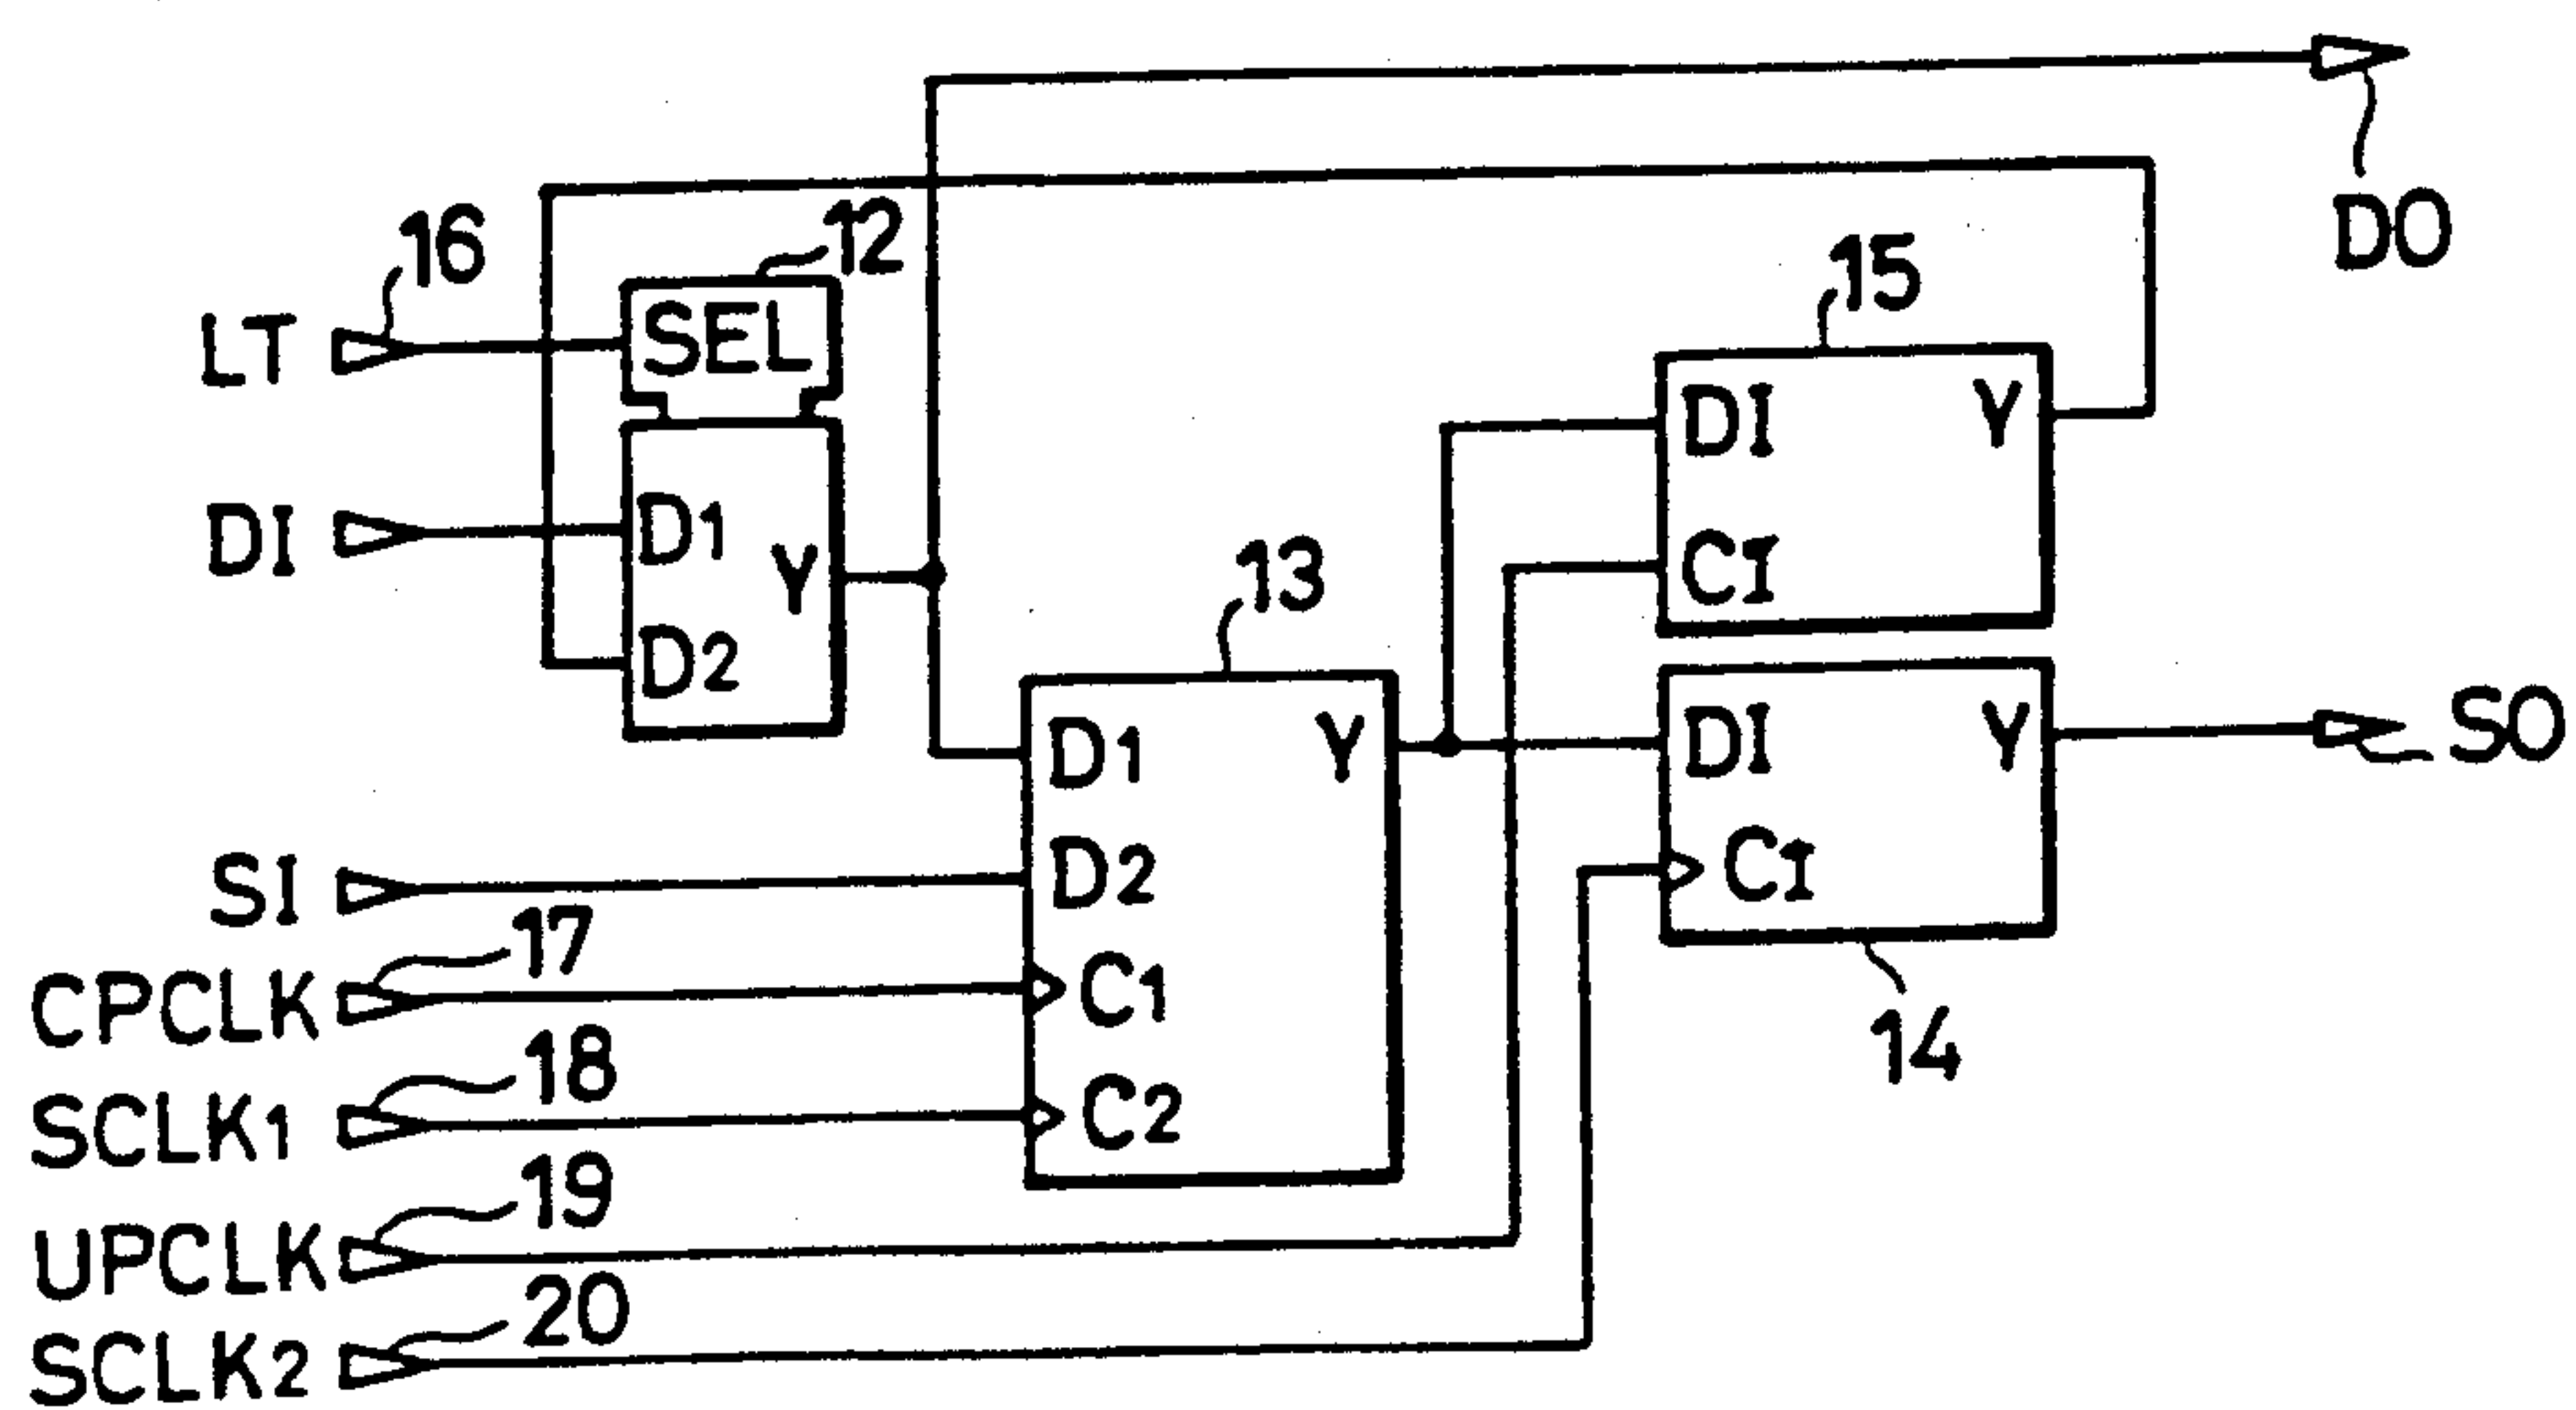 DO
16
12
15
LT
SEL
DI
Y
DI
D1
13
CI
Y
D2
D1
Y
DI
Y
SO
D2
SI
CI
17
CPCLK
C1
14
18
SCLK1
C2
19
UPCLK
20
SCLK2